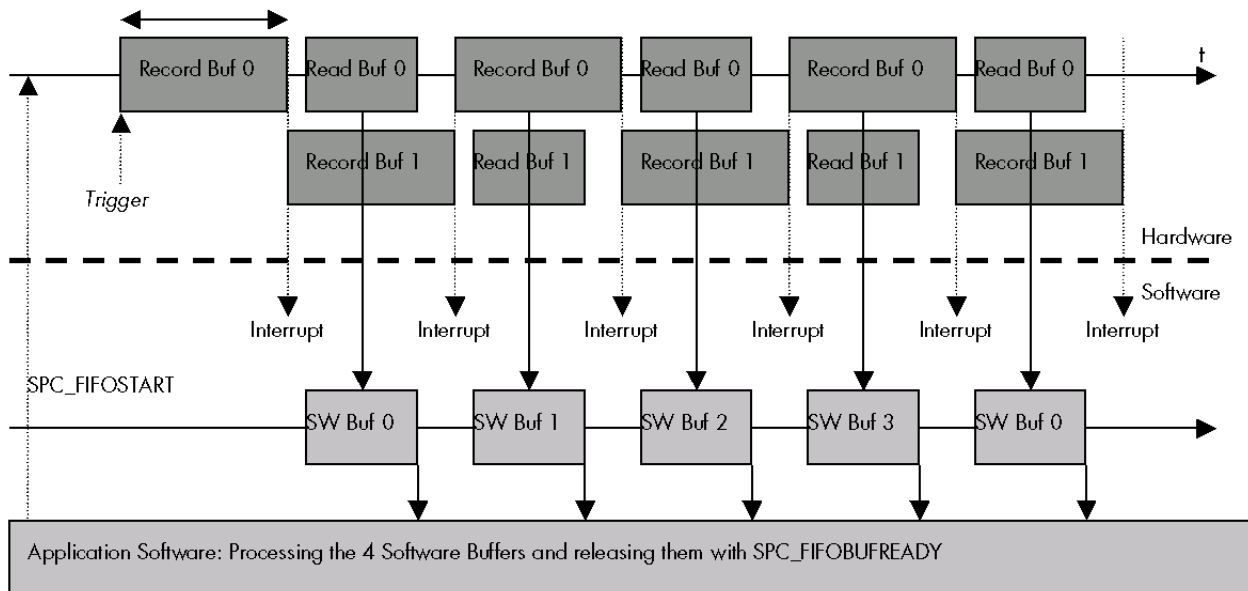 Record Buf 0
Read Buf 0
Record Buf 0
Read Buf 0
Record Buf 0
Read Buf 0
t
Record Buf 1
Read Buf 1
Record Buf 1
Read Buf 1
Record Buf 1
Trigger
Hardware
Software
Interrupt
Interrupt
Interrupt
Interrupt
Interrupt
Interrupt
SPC_FIFOSTART
SW Buf 0
SW Buf 1
SW Buf 2
SW Buf 3
SW Buf 0
Application Software: Processing the 4 Software Buffers and releasing them with SPC_FIFOBUFREADY